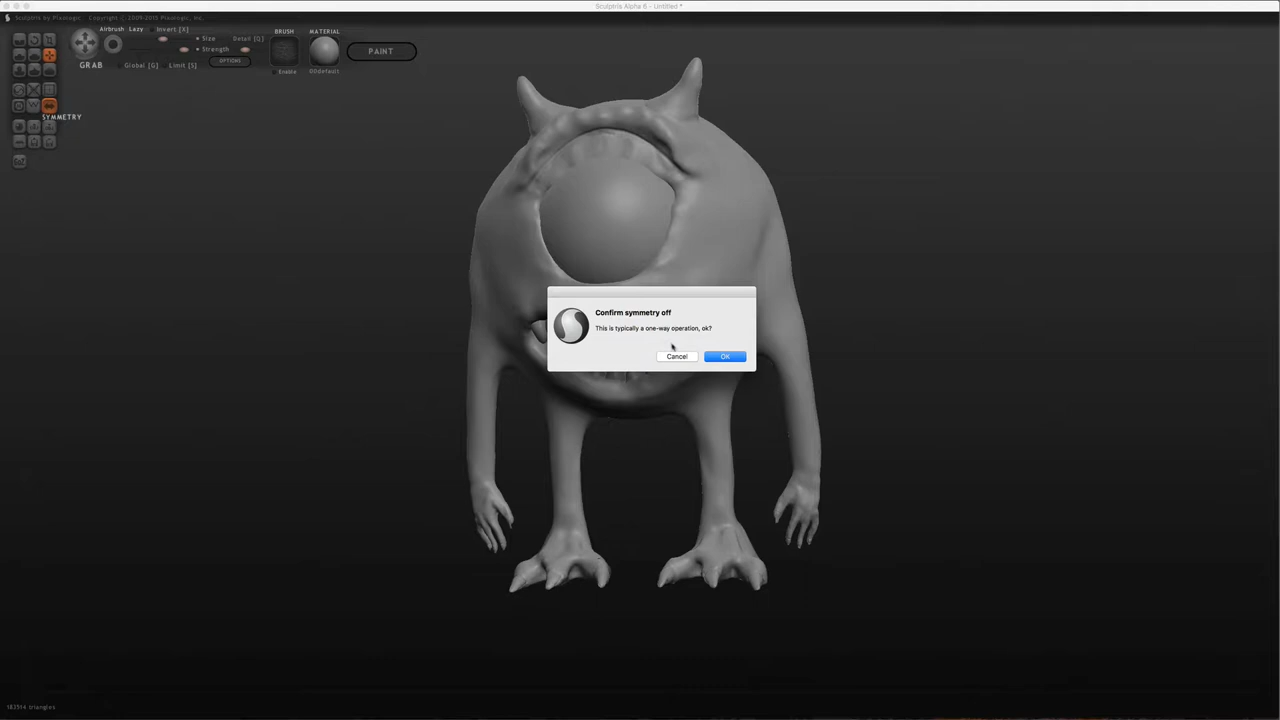 Sculptris Alpha 6 - Untitled *
Sculptris by Pixologic. Copyright © 2009-2015 Pixologic, Inc.
Airbrush Lazy Invert [X]
Size Detail [Q]
Strength
GRAB
Global [G] Limit [S]
OPTIONS
BRUSH
Enable
MATERIAL
00default
PAINT
SYMMETRY
Confirm symmetry off
This is typically a one-way operation, ok?
Cancel
OK
183514 triangles